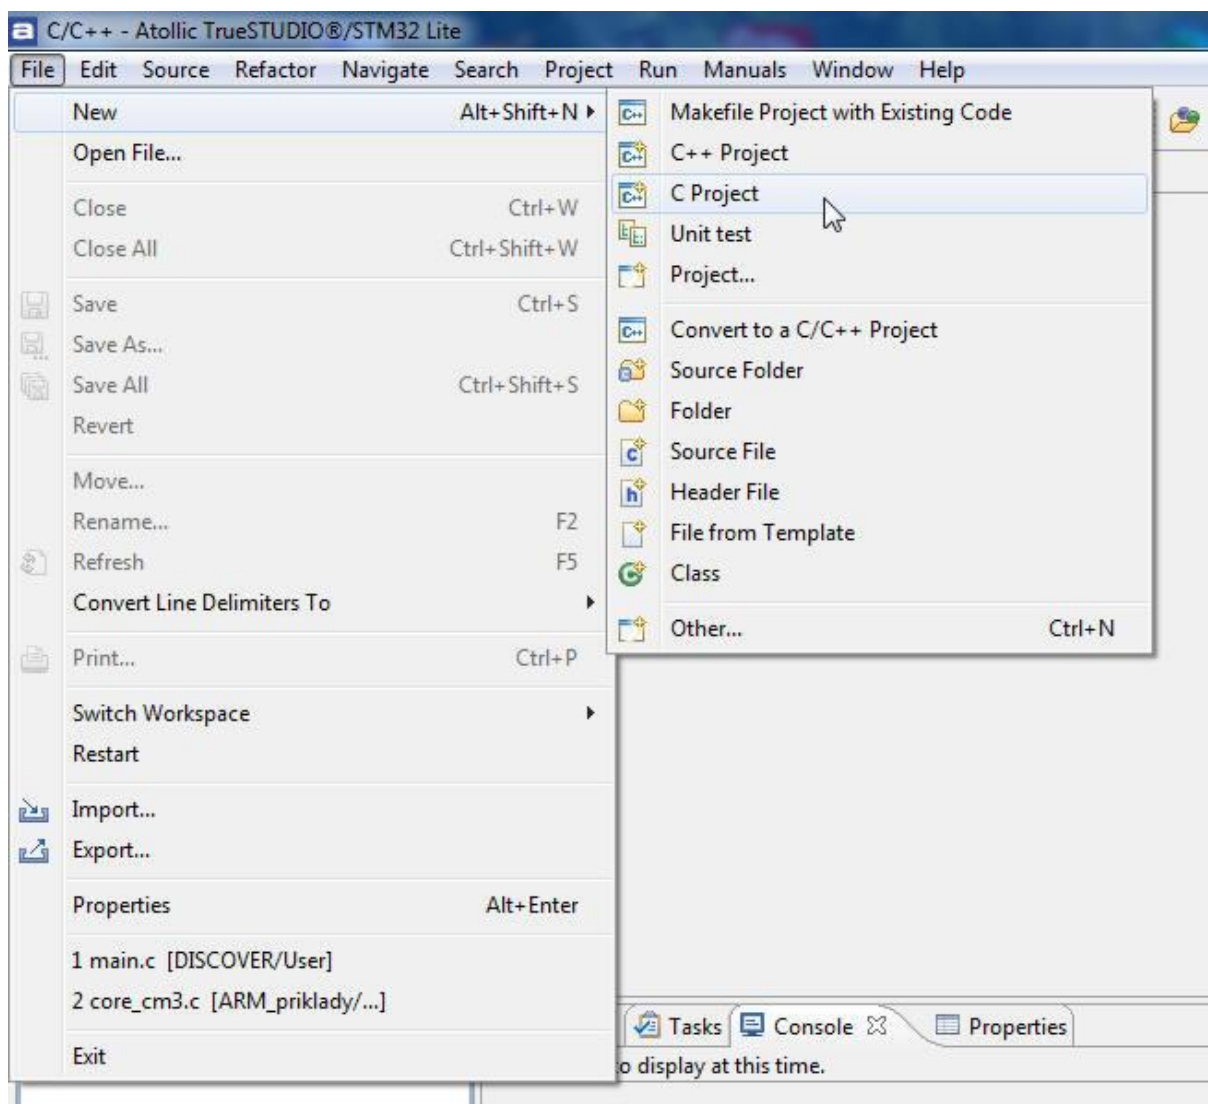 C/C++ - Atollic TrueSTUDIO®/STM32 Lite
File Edit Source Refactor Navigate Search Project Run Manuals Window Help
New Alt+Shift+N
Open File...
Close Ctrl+W
Close All Ctrl+Shift+W
Save Ctrl+S
Save As...
Save All Ctrl+Shift+S
Revert
Move...
Rename... F2
Refresh F5
Convert Line Delimiters To
Print... Ctrl+P
Switch Workspace
Restart
Import...
Export...
Properties Alt+Enter
1 main.c [DISCOVER/User]
2 core_cm3.c [ARM_priklady/...]
Exit
Makefile Project with Existing Code
C++ Project
C Project
Unit test
Project...
Convert to a C/C++ Project
Source Folder
Folder
Source File
Header File
File from Template
Class
Other... Ctrl+N
Tasks Console Properties
o display at this time.